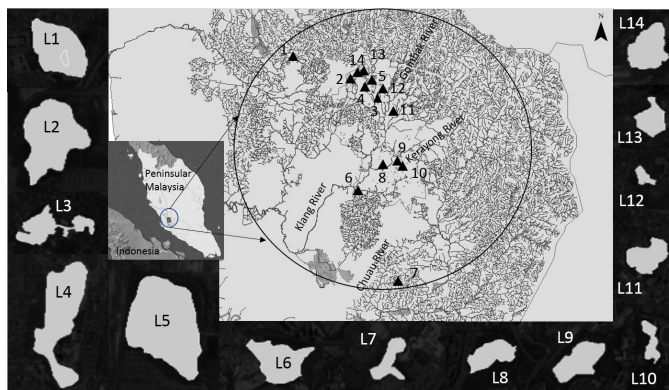 L1
L2
L3
L4
L5
L6
L7
L8
L9
L10
L11
L12
L13
L14
N
1
14
13
2
5
4
12
3
11
9
8
10
6
7
Gombak River
Kerayong River
Klang River
Chuau River
Peninsular
Malaysia
Indonesia